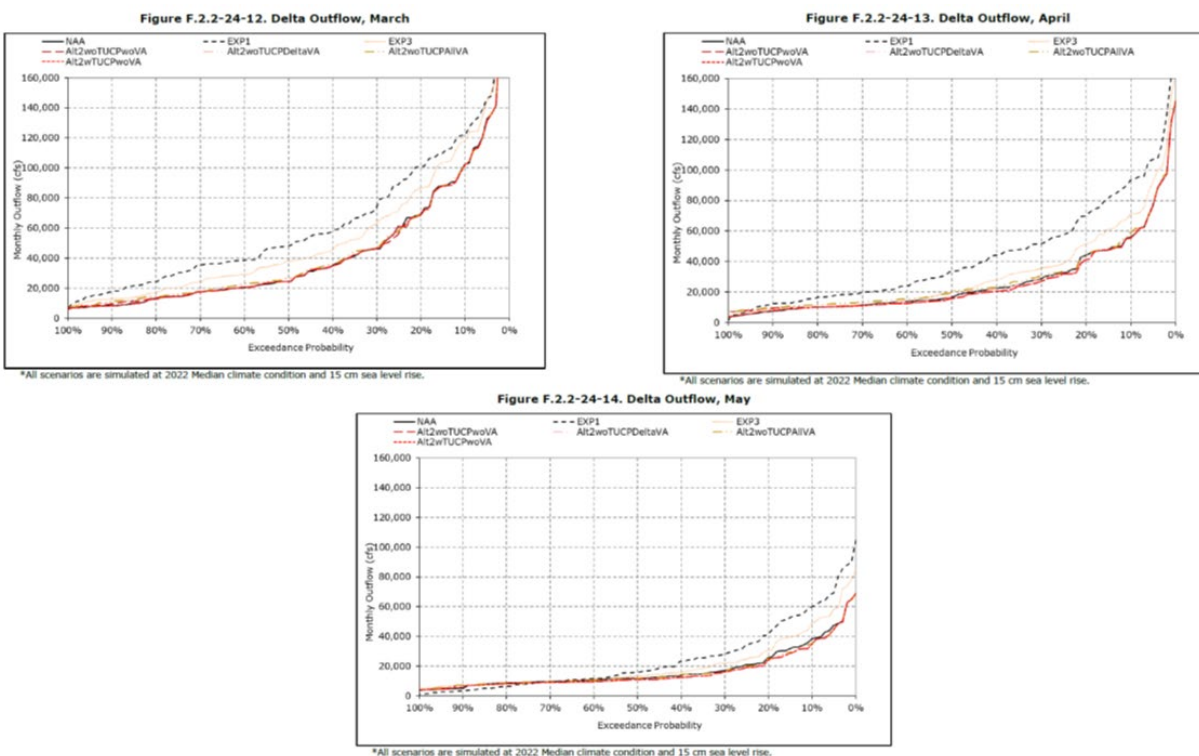 Figure F.2.2-24-12. Delta Outflow, March
NAA
EXP1
EXP3
Alt2woTUCPwoVA
Alt2woTUCPDeltaVA
Alt2woTUCPAllVA
Alt2wTUCPwoVA
Monthly Outflow (cfs)
160,000
140,000
120,000
100,000
80,000
60,000
40,000
20,000
0
100% 90% 80% 70% 60% 50% 40% 30% 20% 10% 0%
Exceedance Probability
*All scenarios are simulated at 2022 Median climate condition and 15 cm sea level rise.
Figure F.2.2-24-13. Delta Outflow, April
NAA
EXP1
EXP3
Alt2woTUCPwoVA
Alt2woTUCPDeltaVA
Alt2woTUCPAllVA
Alt2wTUCPwoVA
Monthly Outflow (cfs)
160,000
140,000
120,000
100,000
80,000
60,000
40,000
20,000
0
100% 90% 80% 70% 60% 50% 40% 30% 20% 10% 0%
Exceedance Probability
*All scenarios are simulated at 2022 Median climate condition and 15 cm sea level rise.
Figure F.2.2-24-14. Delta Outflow, May
NAA
EXP1
EXP3
Alt2woTUCPwoVA
Alt2woTUCPDeltaVA
Alt2woTUCPAllVA
Alt2wTUCPwoVA
Monthly Outflow (cfs)
160,000
140,000
120,000
100,000
80,000
60,000
40,000
20,000
0
100% 90% 80% 70% 60% 50% 40% 30% 20% 10% 0%
Exceedance Probability
*All scenarios are simulated at 2022 Median climate condition and 15 cm sea level rise.